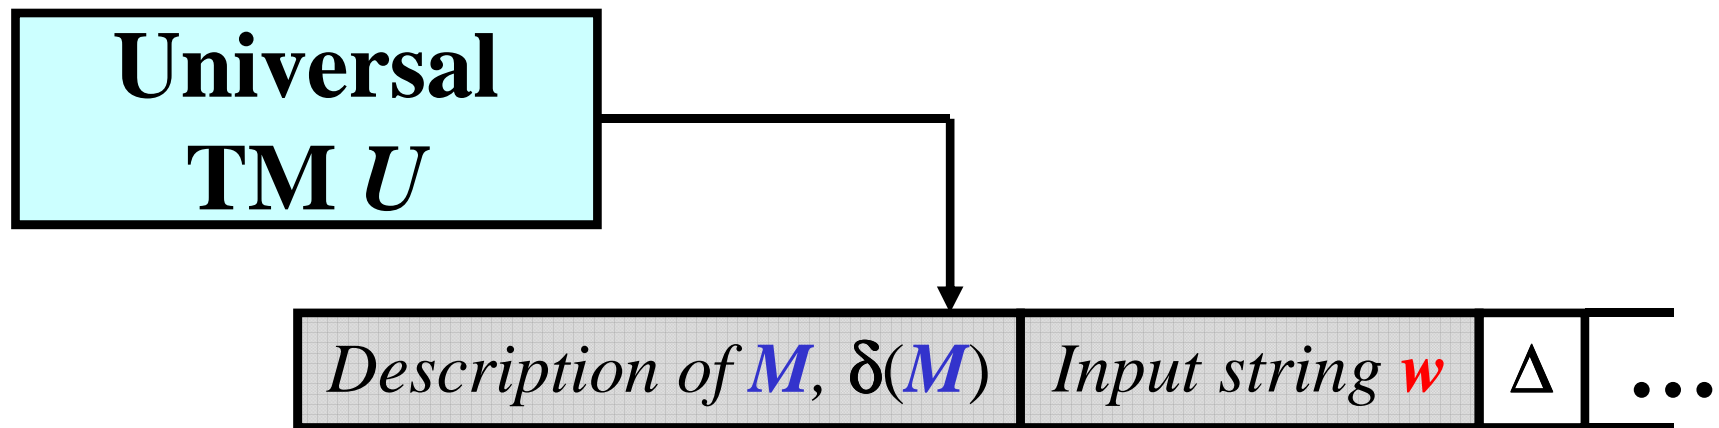 Universal
TM U
Description of M, δ(M) Input string w Δ ...